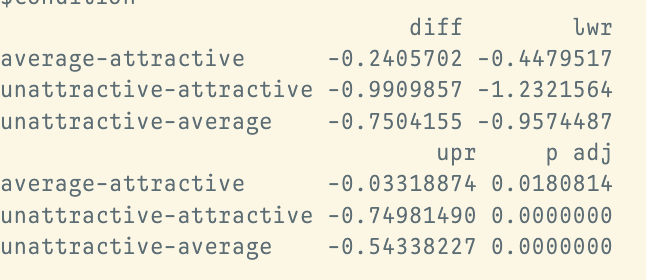 $condition
                           diff        lwr
average-attractive      -0.2405702 -0.4479517
unattractive-attractive -0.9909857 -1.2321564
unattractive-average    -0.7504155 -0.9574487
                             upr     p adj
average-attractive      -0.03318874 0.0180814
unattractive-attractive -0.74981490 0.0000000
unattractive-average    -0.54338227 0.0000000